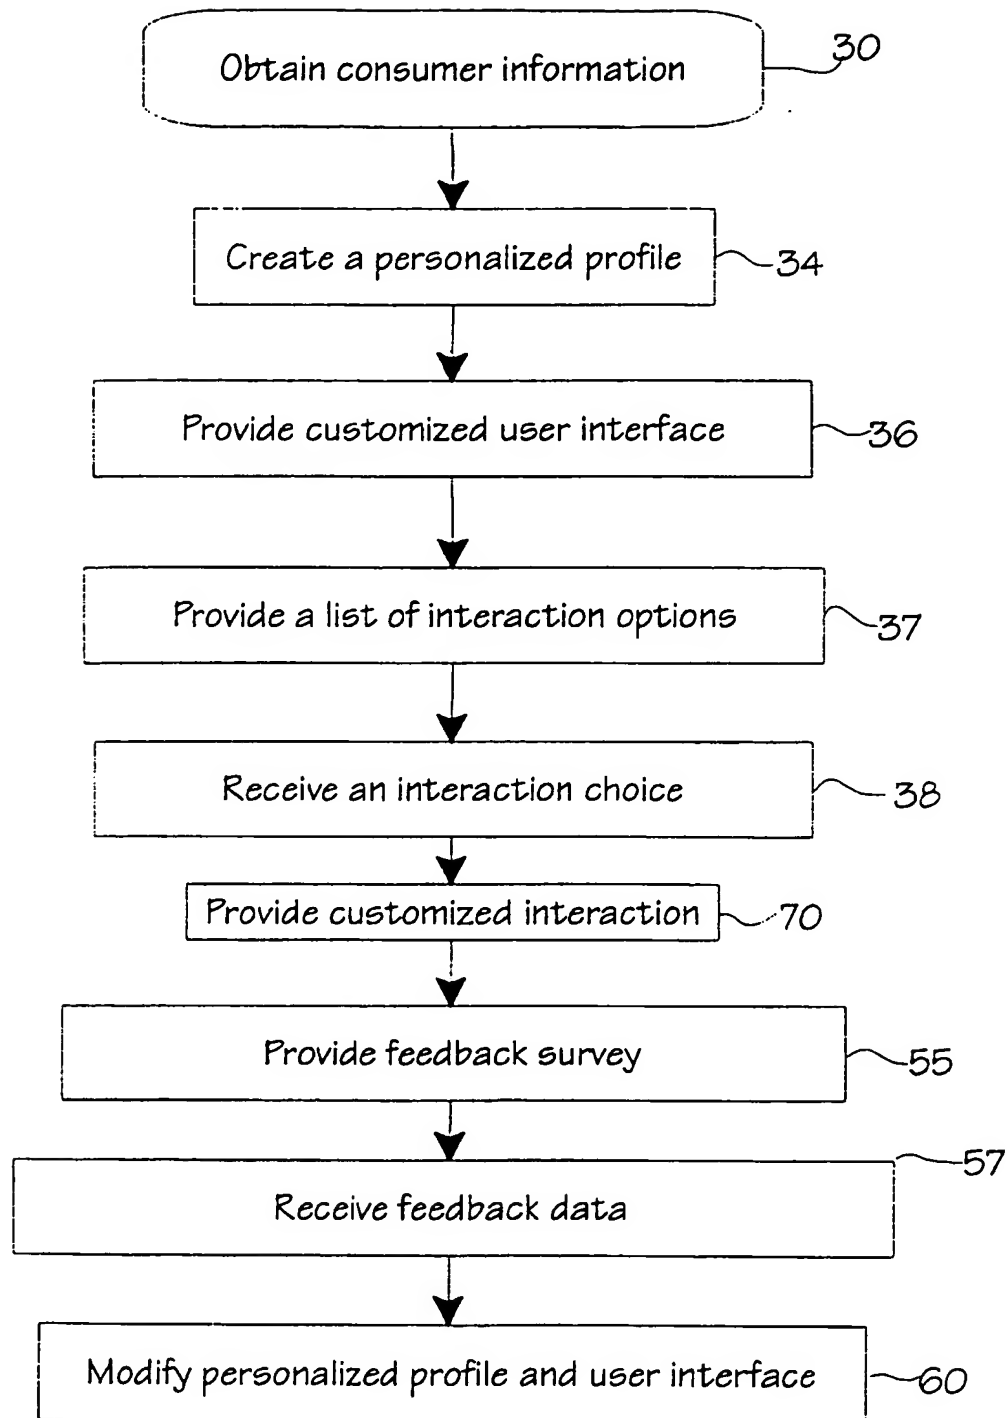 Obtain consumer information 30
Create a personalized profile 34
Provide customized user interface 36
Provide a list of interaction options 37
Receive an interaction choice 38
Provide customized interaction 70
Provide feedback survey 55
57
Receive feedback data
Modify personalized profile and user interface 60